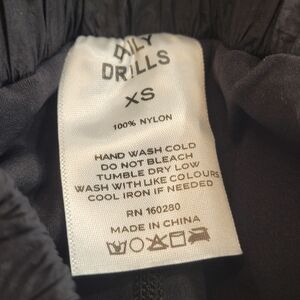 DAILY
DRILLS
XS
100% NYLON
HAND WASH COLD
DO NOT BLEACH
TUMBLE DRY LOW
WASH WITH LIKE COLOURS
COOL IRON IF NEEDED
RN 160280
MADE IN CHINA